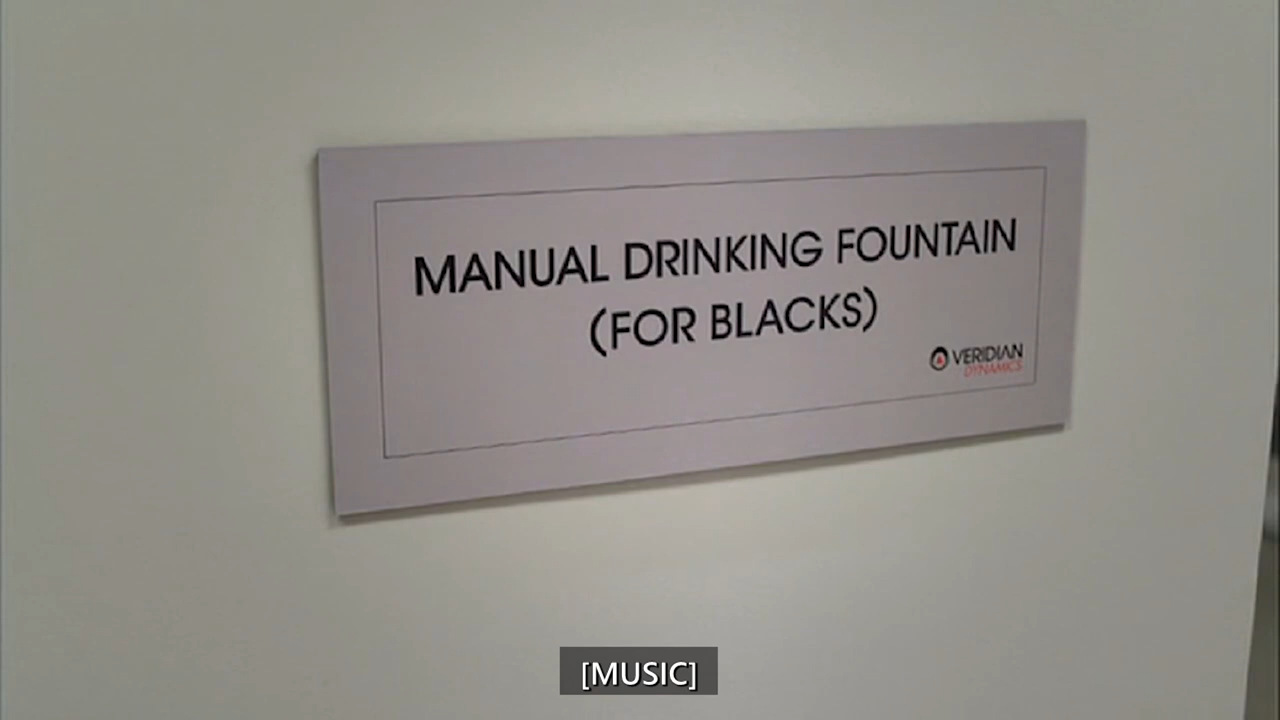 MANUAL DRINKING FOUNTAIN
(FOR BLACKS)
VERIDIAN
DYNAMICS
[MUSIC]